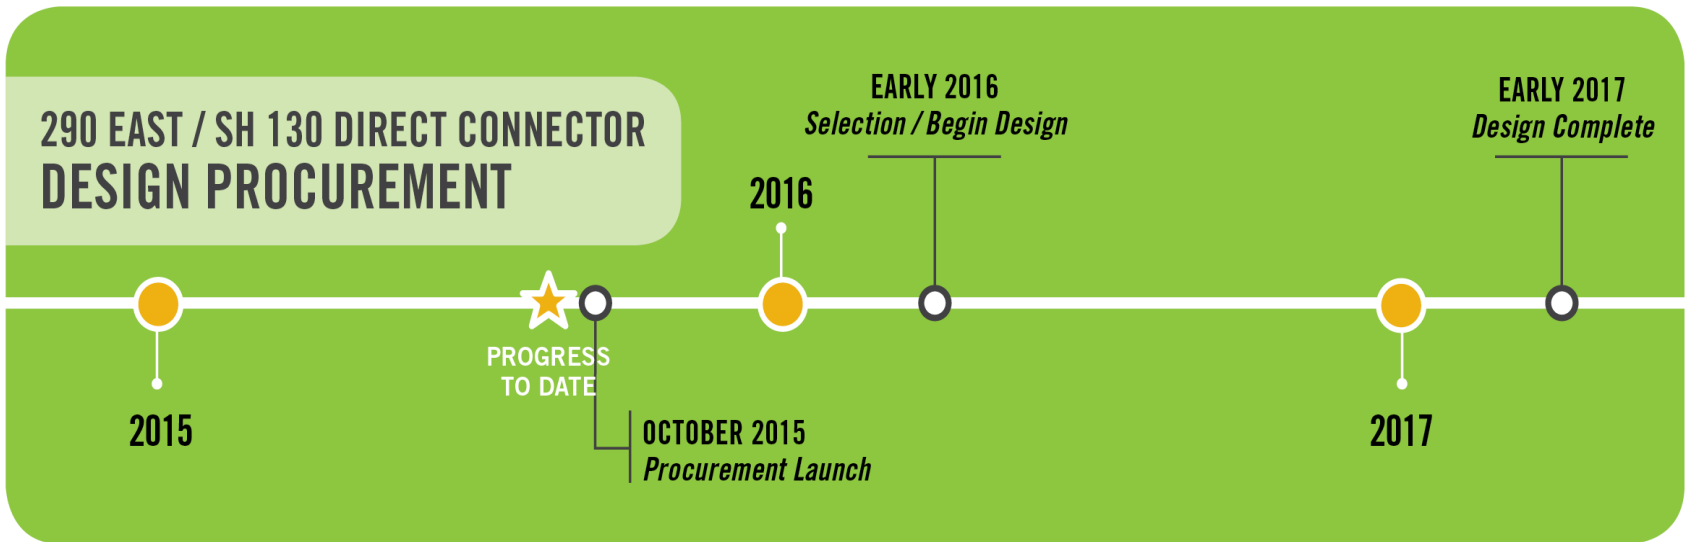 290 EAST / SH 130 DIRECT CONNECTOR
DESIGN PROCUREMENT
EARLY 2016
Selection / Begin Design
EARLY 2017
Design Complete
2016
PROGRESS
TO DATE
2015
OCTOBER 2015
Procurement Launch
2017